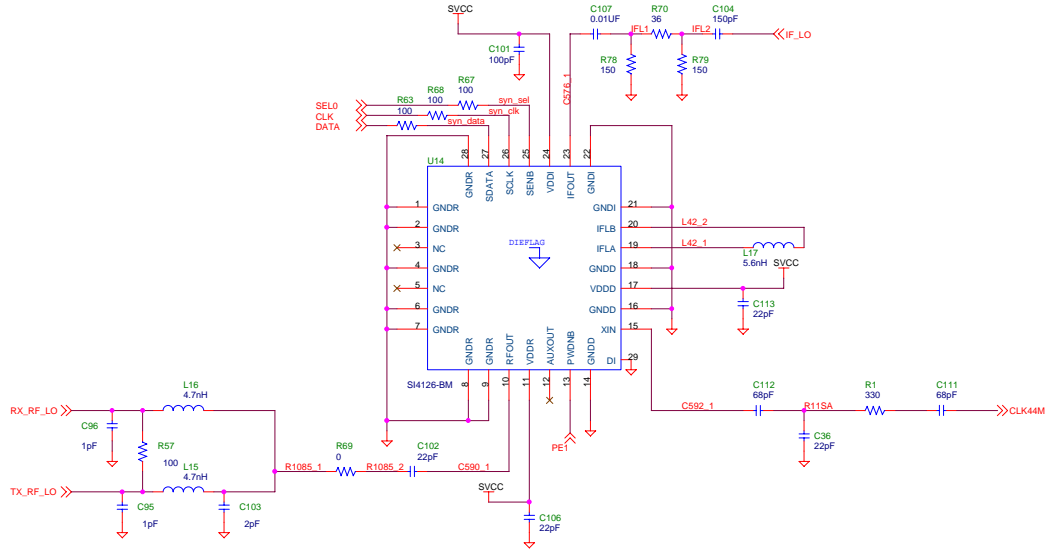 SVCC
C107
0.01UF
R70
36
C104
150pF
IFL1
IFL2
IF_LO
C101
100pF
R78
150
R79
150
C576_1
R67
100
R68
100
R63
100
SEL0
CLK
DATA
syn_sel
syn_clk
syn_data
U14
28
27
26
25
24
23
22
GNDR
SDATA
SCLK
SENB
VDDI
IFOUT
GNDI
1
GNDR
2
GNDR
3
NC
4
GNDR
5
NC
6
GNDR
7
GNDR
DIEFLAG
GNDI
21
IFLB
20
L42_2
IFLA
19
L42_1
L17
5.6nH
GNDD
18
SVCC
VDDD
17
C113
22pF
GNDD
16
XIN
15
DI
29
GNDR
GNDR
RFOUT
VDDR
AUXOUT
PWDNB
GNDD
SI4126-BM
8
9
10
11
12
13
14
L16
4.7nH
RX_RF_LO
C96
1pF
R57
100
L15
4.7nH
TX_RF_LO
C95
1pF
C103
2pF
R1085_1
R69
0
R1085_2
C102
22pF
C590_1
SVCC
C106
22pF
PE1
C592_1
C112
68pF
R11SA
R1
330
C111
68pF
CLK44M
C36
22pF